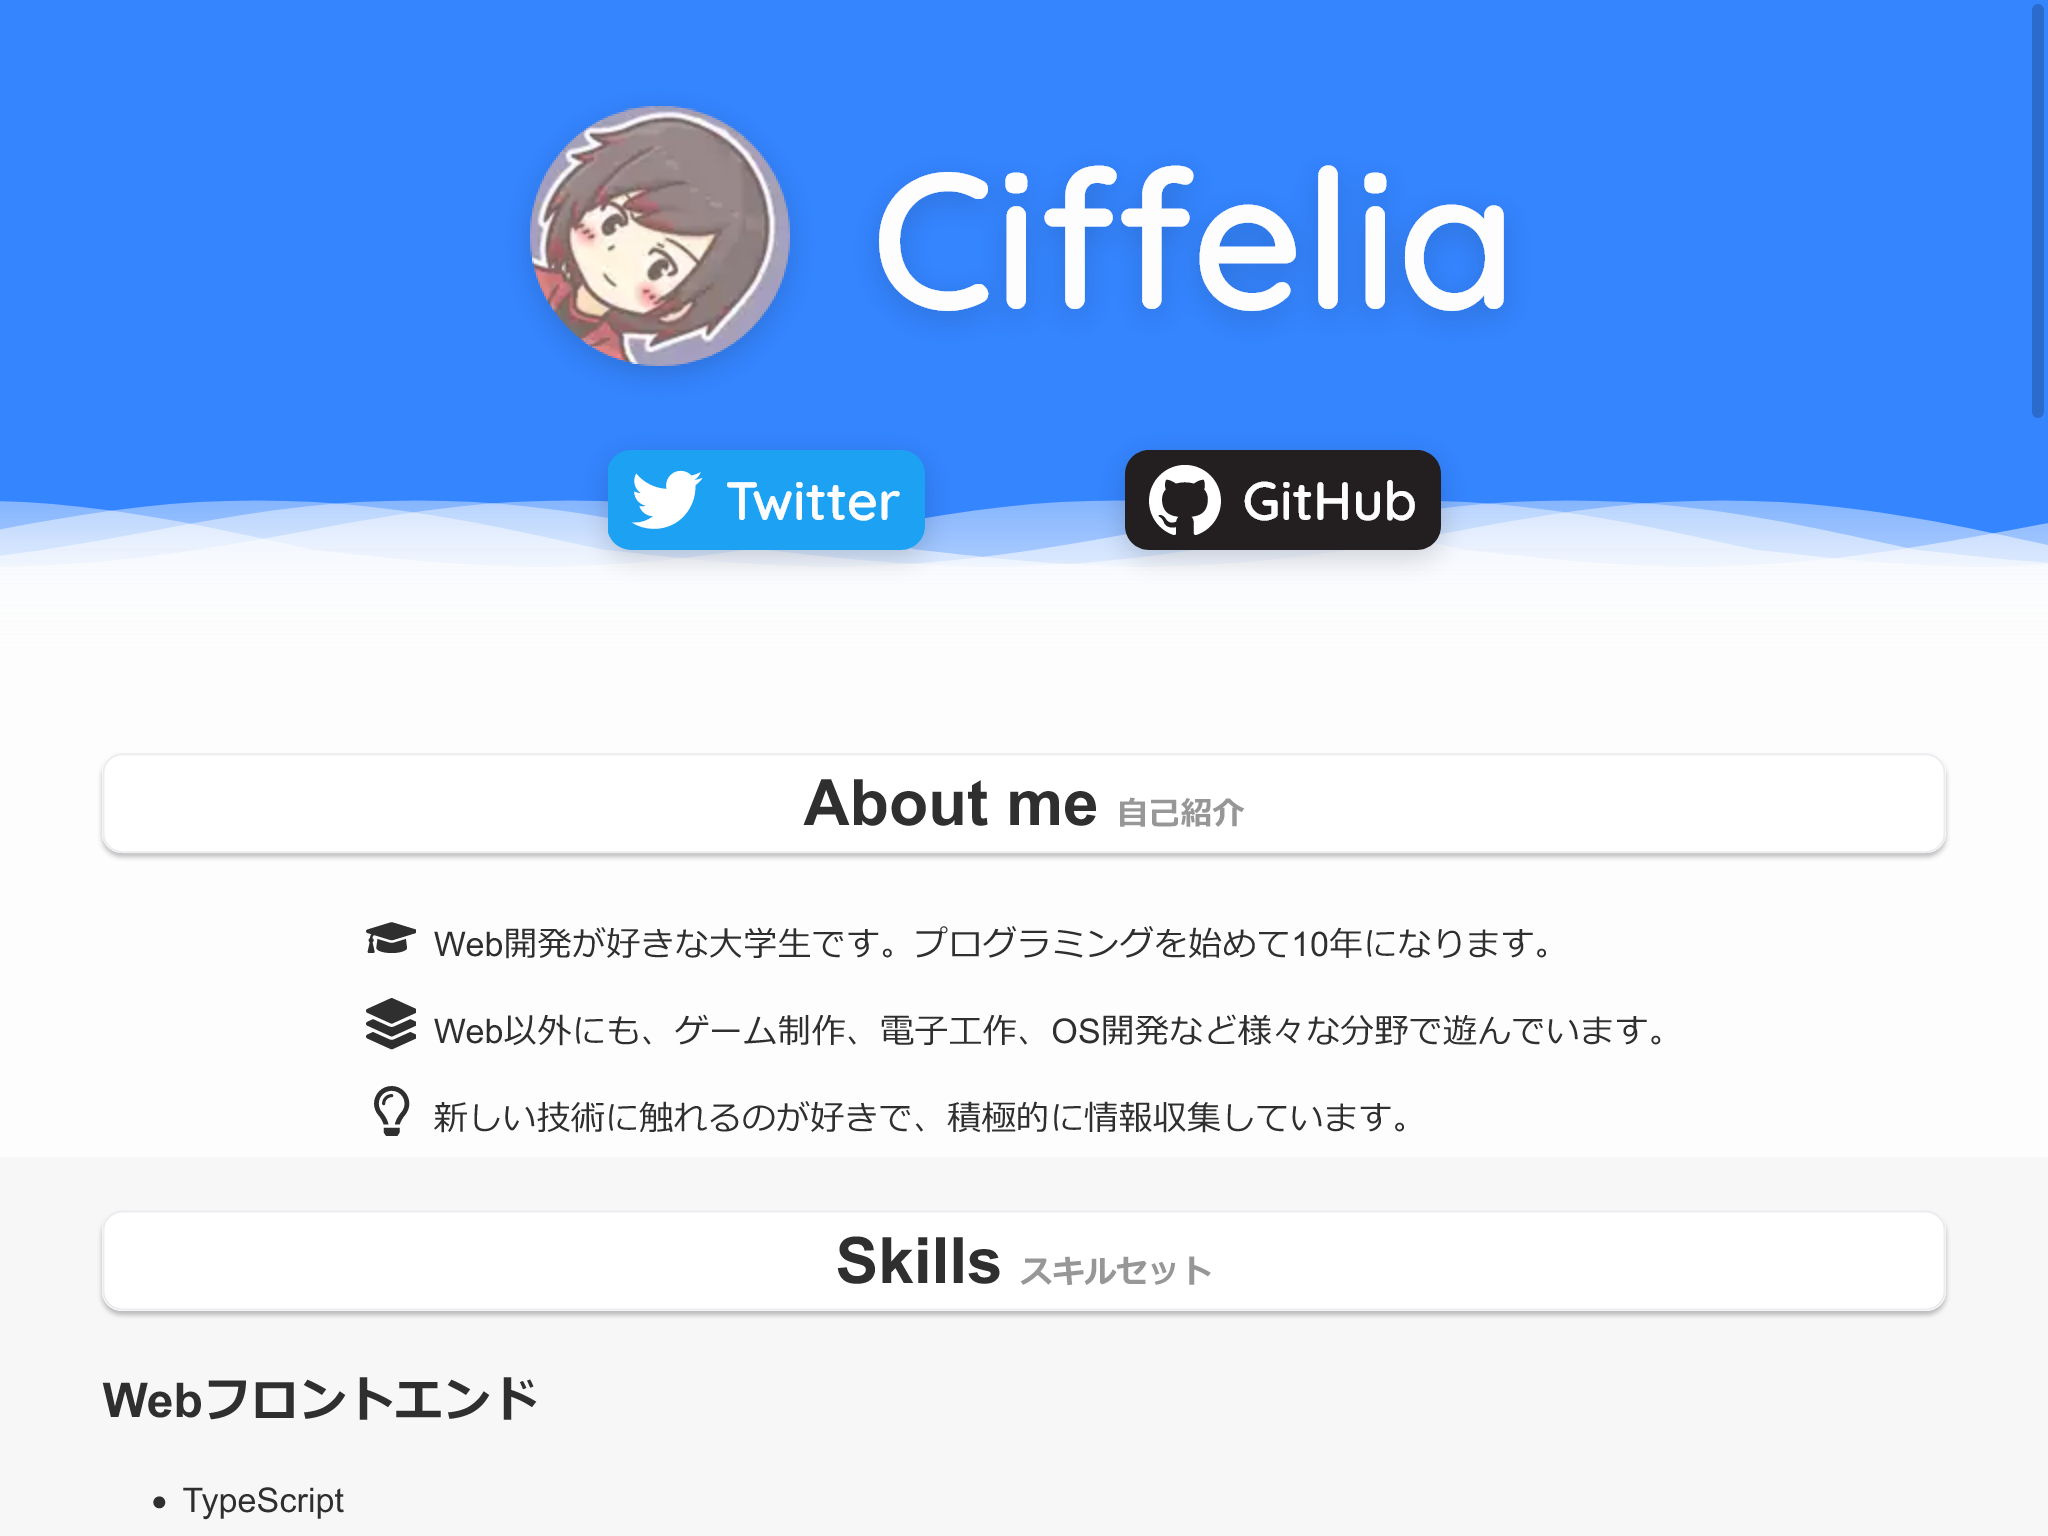 Ciffelia
Twitter
GitHub
About me 自己紹介
Web開発が好きな大学生です。プログラミングを始めて10年になります。
Web以外にも、ゲーム制作、電子工作、OS開発など様々な分野で遊んでいます。
新しい技術に触れるのが好きで、積極的に情報収集しています。
Skills スキルセット
Webフロントエンド
• TypeScript